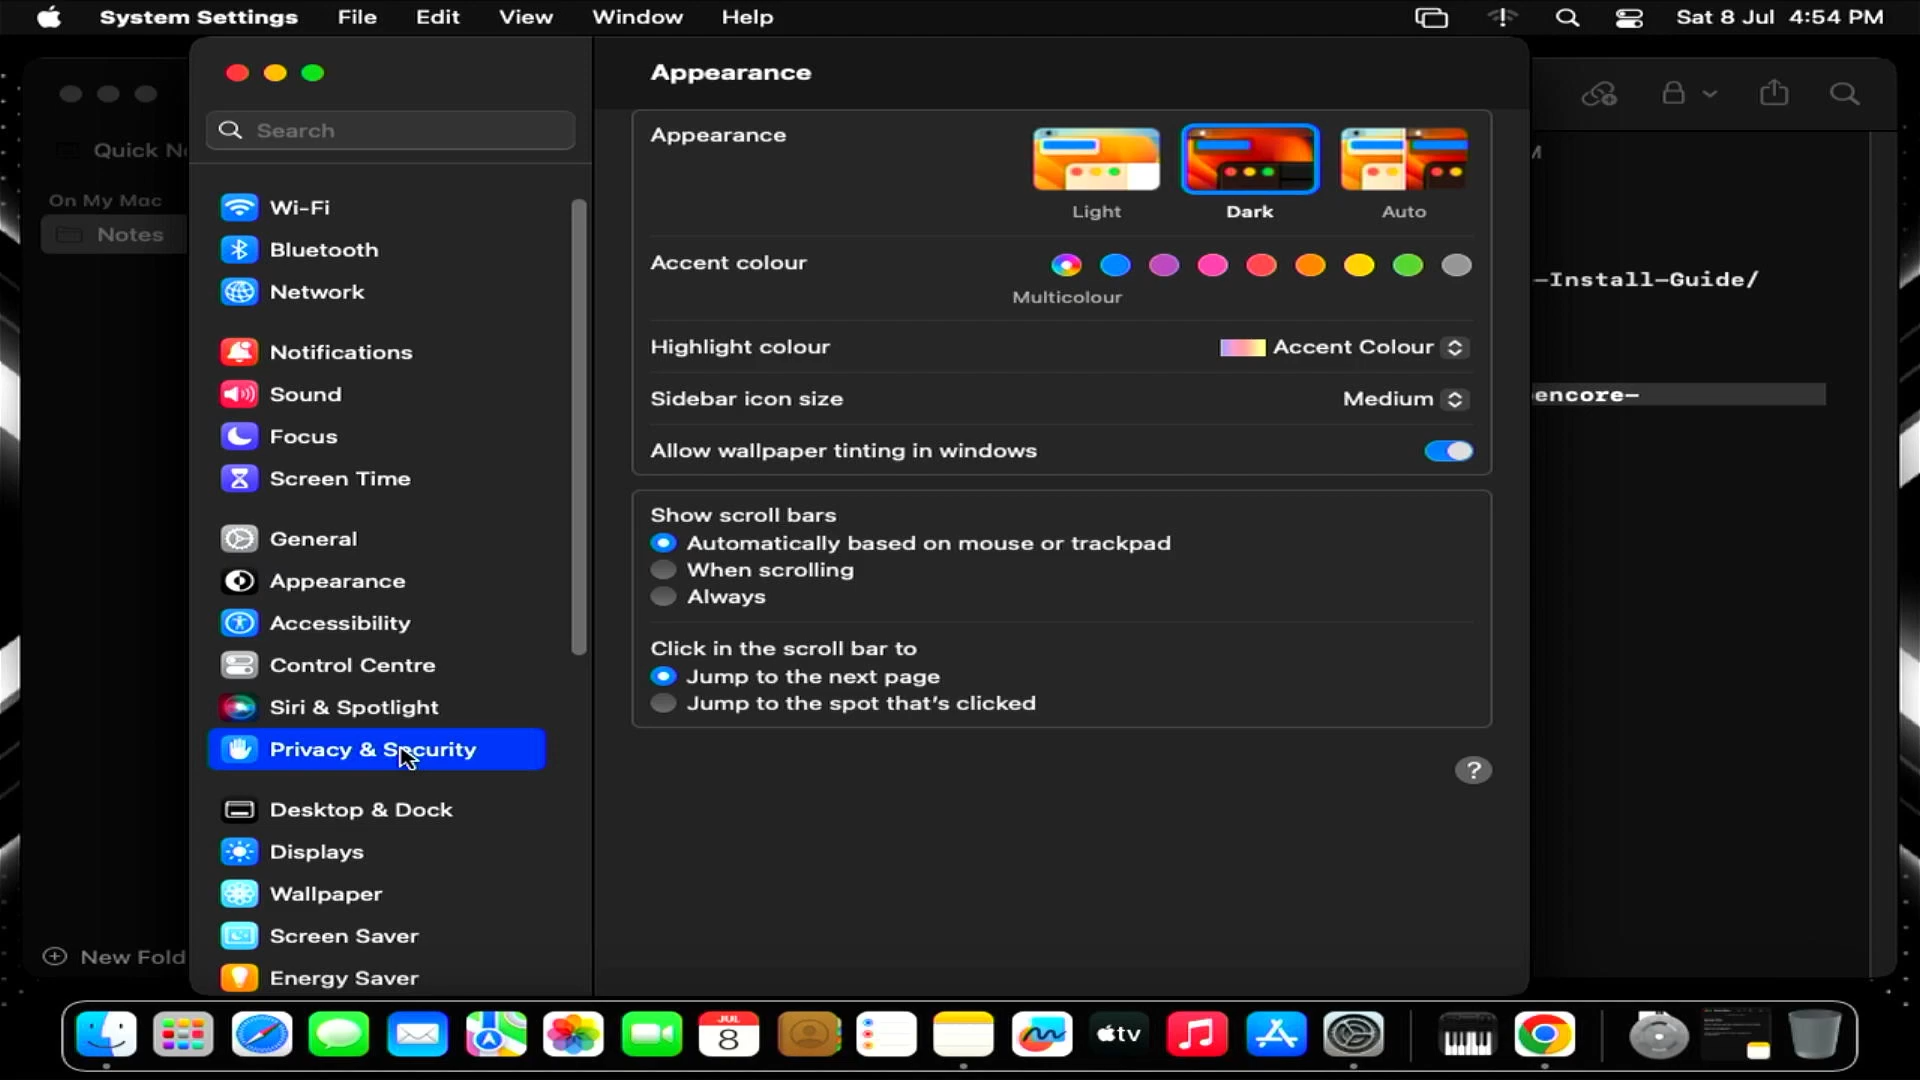 System Settings File Edit View Window Help Sat 8 Jul 4:54 PM
Search
Quick N
On My Mac
Notes
New Fold
Wi-Fi
Bluetooth
Network
Notifications
Sound
Focus
Screen Time
General
Appearance
Accessibility
Control Centre
Siri & Spotlight
Privacy & Security
Desktop & Dock
Displays
Wallpaper
Screen Saver
Energy Saver
Appearance
Appearance
Light Dark Auto
Accent colour
Multicolour
Highlight colour Accent Colour
Sidebar icon size Medium
Allow wallpaper tinting in windows
Show scroll bars
Automatically based on mouse or trackpad
When scrolling
Always
Click in the scroll bar to
Jump to the next page
Jump to the spot that's clicked
?
M
-Install-Guide/
encore-
JUL
8
tv